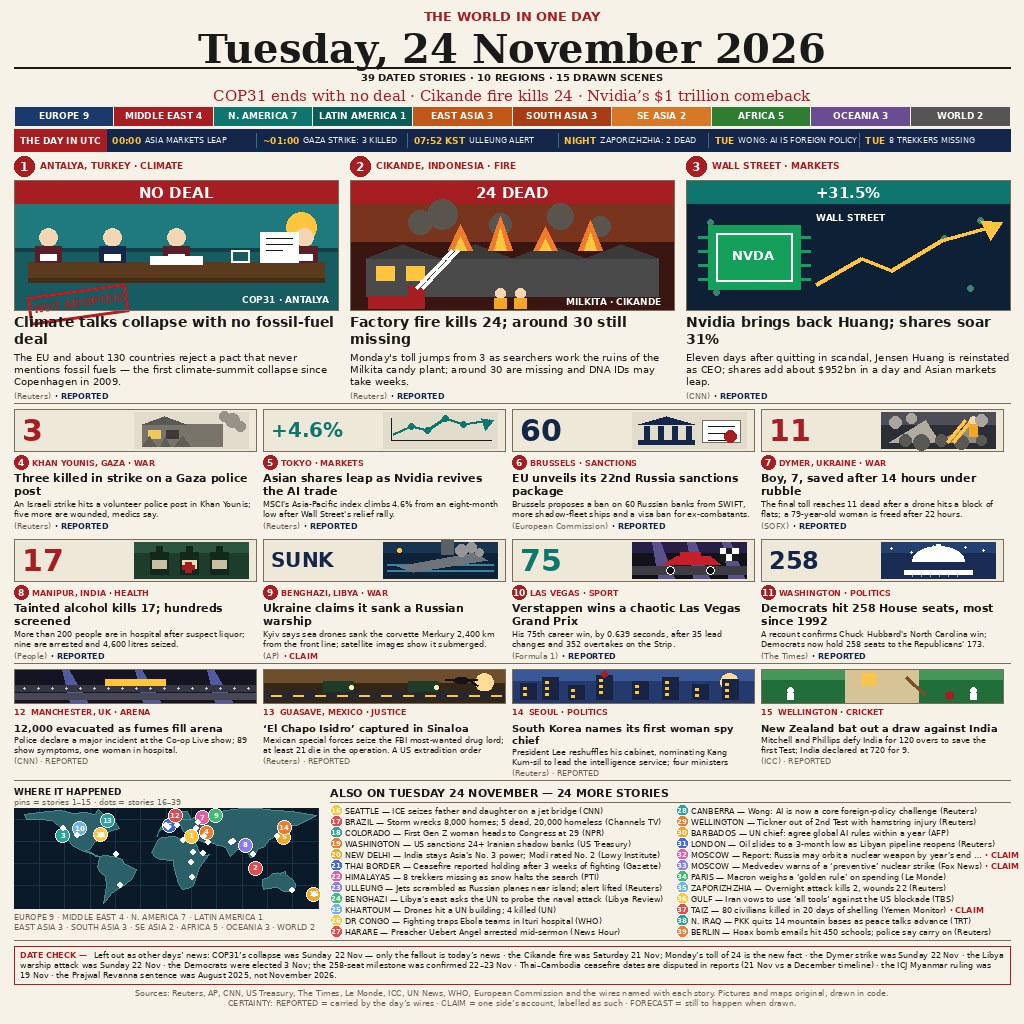 THE WORLD IN ONE DAY
Tuesday, 24 November 2026
39 DATED STORIES · 10 REGIONS · 15 DRAWN SCENES
COP31 ends with no deal · Cikande fire kills 24 · Nvidia's $1 trillion comeback
EUROPE 9 MIDDLE EAST 4 N. AMERICA 7 LATIN AMERICA 1 EAST ASIA 3 SOUTH ASIA 3 SE ASIA 2 AFRICA 5 OCEANIA 3 WORLD 2
THE DAY IN UTC 00:00 ASIA MARKETS LEAP ~01:00 GAZA STRIKE: 3 KILLED 07:52 KST ULLEUNG ALERT NIGHT ZAPORIZHZHIA: 2 DEAD TUE WONG: AI IS FOREIGN POLICY TUE 8 TREKKERS MISSING
1 ANTALYA, TURKEY · CLIMATE
NO DEAL
NOT ADOPTED
COP31 · ANTALYA
Climate talks collapse with no fossil-fuel
deal
The EU and about 130 countries reject a pact that never
mentions fossil fuels — the first climate-summit collapse since
Copenhagen in 2009.
(Reuters) · REPORTED
2 CIKANDE, INDONESIA · FIRE
24 DEAD
MILKITA · CIKANDE
Factory fire kills 24; around 30 still
missing
Monday's toll jumps from 3 as searchers work the ruins of the
Milkita candy plant; around 30 are missing and DNA IDs may
take weeks.
(Reuters) · REPORTED
3 WALL STREET · MARKETS
+31.5%
WALL STREET
NVDA
Nvidia brings back Huang; shares soar
31%
Eleven days after quitting in scandal, Jensen Huang is reinstated
as CEO; shares add about $952bn in a day and Asian markets
leap.
(CNN) · REPORTED
3
4 KHAN YOUNIS, GAZA · WAR
Three killed in strike on a Gaza police
post
An Israeli strike hits a volunteer police post in Khan Younis;
five more are wounded, medics say.
(Reuters) · REPORTED
+4.6%
5 TOKYO · MARKETS
Asian shares leap as Nvidia revives
the AI trade
MSCI's Asia-Pacific index climbs 4.6% from an eight-month
low after Wall Street's relief rally.
(Reuters) · REPORTED
60
6 BRUSSELS · SANCTIONS
EU unveils its 22nd Russia sanctions
package
Brussels proposes a ban on 60 Russian banks from SWIFT,
more shadow-fleet ships and a visa ban for ex-combatants.
(European Commission) · REPORTED
11
7 DYMER, UKRAINE · WAR
Boy, 7, saved after 14 hours under
rubble
The final toll reaches 11 dead after a drone hits a block of
flats; a 79-year-old woman is freed after 22 hours.
(SOFX) · REPORTED
17
8 MANIPUR, INDIA · HEALTH
Tainted alcohol kills 17; hundreds
screened
More than 200 people are in hospital after suspect liquor;
nine are arrested and 4,600 litres seized.
(People) · REPORTED
SUNK
9 BENGHAZI, LIBYA · WAR
Ukraine claims it sank a Russian
warship
Kyiv says sea drones sank the corvette Merkury 2,400 km
from the front line; satellite images show it submerged.
(AP) · CLAIM
75
10 LAS VEGAS · SPORT
Verstappen wins a chaotic Las Vegas
Grand Prix
His 75th career win, by 0.639 seconds, after 35 lead
changes and 352 overtakes on the Strip.
(Formula 1) · REPORTED
258
11 WASHINGTON · POLITICS
Democrats hit 258 House seats, most
since 1992
A recount confirms Chuck Hubbard's North Carolina win;
Democrats now hold 258 seats to the Republicans' 173.
(The Times) · REPORTED
12 MANCHESTER, UK · ARENA
12,000 evacuated as fumes fill arena
Police declare a major incident at the Co-op Live show; 89
show symptoms, one woman in hospital.
(CNN) · REPORTED
13 GUASAVE, MEXICO · JUSTICE
‘El Chapo Isidro’ captured in Sinaloa
Mexican special forces seize the FBI most-wanted drug lord;
at least 21 die in the operation. A US extradition order
(Reuters) · REPORTED
14 SEOUL · POLITICS
South Korea names its first woman spy
chief
President Lee reshuffles his cabinet, nominating Kang
Kum-sil to lead the intelligence service; four ministers
(Reuters) · REPORTED
15 WELLINGTON · CRICKET
New Zealand bat out a draw against India
Mitchell and Phillips defy India for 120 overs to save the
first Test; India declared at 720 for 9.
(ICC) · REPORTED
WHERE IT HAPPENED
pins = stories 1–15 · dots = stories 16–39
EUROPE 9 · MIDDLE EAST 4 · N. AMERICA 7 · LATIN AMERICA 1
EAST ASIA 3 · SOUTH ASIA 3 · SE ASIA 2 · AFRICA 5 · OCEANIA 3 · WORLD 2
ALSO ON TUESDAY 24 NOVEMBER — 24 MORE STORIES
16 SEATTLE — ICE seizes father and daughter on a jet bridge (CNN)
17 BRAZIL — Storm wrecks 8,000 homes; 5 dead, 20,000 homeless (Channels TV)
18 COLORADO — First Gen Z woman heads to Congress at 29 (NPR)
19 WASHINGTON — US sanctions 24+ Iranian shadow banks (US Treasury)
20 NEW DELHI — India stays Asia's No. 3 power; Modi rated No. 2 (Lowy Institute)
21 THAI BORDER — Ceasefire reported holding after 3 weeks of fighting (Gazette)
22 HIMALAYAS — 8 trekkers missing as snow halts the search (PTI)
23 ULLEUNG — Jets scrambled as Russian planes near island; alert lifted (Reuters)
24 BENGHAZI — Libya's east asks the UN to probe the naval attack (Libya Review)
25 KHARTOUM — Drones hit a UN building; 4 killed (UN)
26 DR CONGO — Fighting traps Ebola teams in Ituri hospital (WHO)
27 HARARE — Preacher Uebert Angel arrested mid-sermon (News Hour)
28 CANBERRA — Wong: AI is now a core foreign-policy challenge (Reuters)
29 WELLINGTON — Tickner out of 2nd Test with hamstring injury (Reuters)
30 BARBADOS — UN chief: agree global AI rules within a year (AFP)
31 LONDON — Oil slides to a 3-month low as Libyan pipeline reopens (Reuters)
32 MOSCOW — Report: Russia may orbit a nuclear weapon by year's end ... · CLAIM
33 MOSCOW — Medvedev warns of a ‘preventive’ nuclear strike (Fox News) · CLAIM
34 PARIS — Macron weighs a ‘golden rule’ on spending (Le Monde)
35 ZAPORIZHZHIA — Overnight attack kills 2, wounds 22 (Reuters)
36 GULF — Iran vows to use ‘all tools’ against the US blockade (TBS)
37 TAIZ — 80 civilians killed in 20 days of shelling (Yemen Monitor) · CLAIM
38 N. IRAQ — PKK quits 14 mountain bases as peace talks advance (TRT)
39 BERLIN — Hoax bomb emails hit 450 schools; police say carry on (Reuters)
DATE CHECK — Left out as other days' news: COP31's collapse was Sunday 22 Nov — only the fallout is today's news · the Cikande fire was Saturday 21 Nov; Monday's toll of 24 is the new fact · the Dymer strike was Sunday 22 Nov · the Libya
warship attack was Sunday 22 Nov · the Democrats were elected 3 Nov; the 258-seat milestone was confirmed 22–23 Nov · Thai–Cambodia ceasefire dates are disputed in reports (21 Nov vs a December timeline) · the ICJ Myanmar ruling was
19 Nov · the Prajwal Revanna sentence was August 2025, not November 2026.
Sources: Reuters, AP, CNN, US Treasury, The Times, Le Monde, ICC, UN News, WHO, European Commission and the wires named with each story. Pictures and maps original, drawn in code.
CERTAINTY: REPORTED = carried by the day's wires · CLAIM = one side's account, labelled as such · FORECAST = still to happen when drawn.